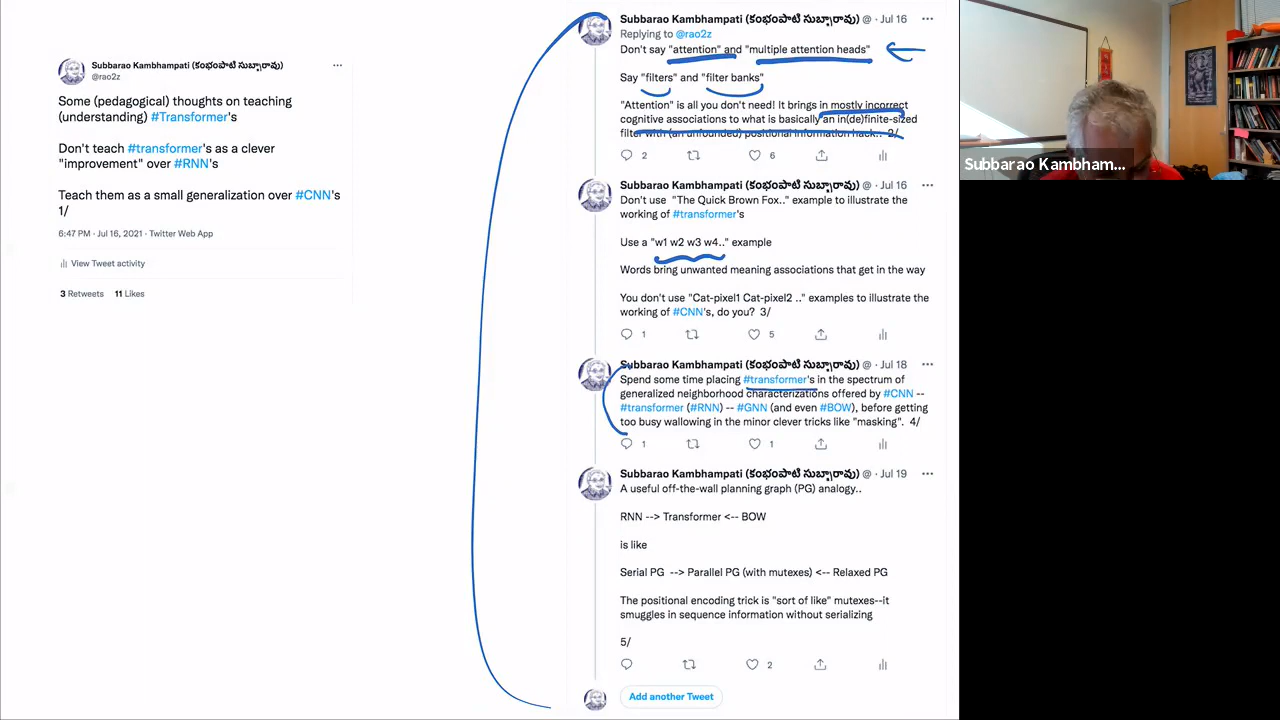 Subbarao Kambhampati (కంభంపాటి సుబ్బారావు)
@rao2z
Some (pedagogical) thoughts on teaching
(understanding) #Transformer's
Don't teach #transformer's as a clever
"improvement" over #RNN's
Teach them as a small generalization over #CNN's
1/
6:47 PM · Jul 16, 2021 · Twitter Web App
View Tweet activity
3 Retweets 11 Likes
Subbarao Kambhampati (కంభంపాటి సుబ్బారావు) @ · Jul 16
Replying to @rao2z
Don't say "attention" and "multiple attention heads"
Say "filters" and "filter banks"
"Attention" is all you don't need! It brings in mostly incorrect
cognitive associations to what is basically an in(de)finite-sized
filter with (an unfounded) positional information hack.. 2/
2 6
Subbarao Kambhampati (కంభంపాటి సుబ్బారావు) @ · Jul 16
Don't use "The Quick Brown Fox.." example to illustrate the
working of #transformer's
Use a "w1 w2 w3 w4.." example
Words bring unwanted meaning associations that get in the way
You don't use "Cat-pixel1 Cat-pixel2 .." examples to illustrate the
working of #CNN's, do you? 3/
1 5
Subbarao Kambhampati (కంభంపాటి సుబ్బారావు) @ · Jul 18
Spend some time placing #transformer's in the spectrum of
generalized neighborhood characterizations offered by #CNN --
#transformer (#RNN) -- #GNN (and even #BOW), before getting
too busy wallowing in the minor clever tricks like "masking". 4/
1 1
Subbarao Kambhampati (కంభంపాటి సుబ్బారావు) @ · Jul 19
A useful off-the-wall planning graph (PG) analogy..
RNN --> Transformer <-- BOW
is like
Serial PG --> Parallel PG (with mutexes) <-- Relaxed PG
The positional encoding trick is "sort of like" mutexes--it
smuggles in sequence information without serializing
5/
2
Add another Tweet
Subbarao Kambham...